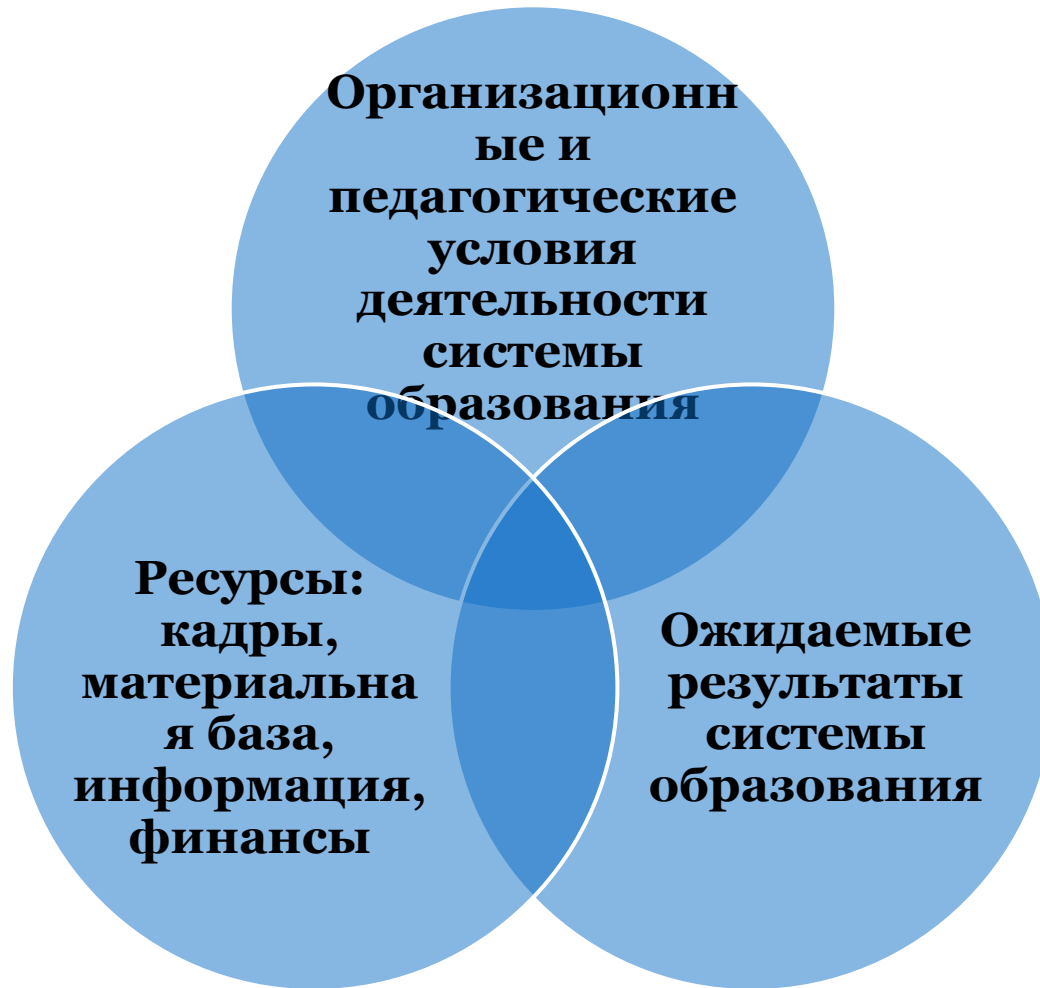 Организационн
ые и
педагогические
условия
деятельности
системы
образования
Ресурсы:
кадры,
материальна
я база,
информация,
финансы
Ожидаемые
результаты
системы
образования